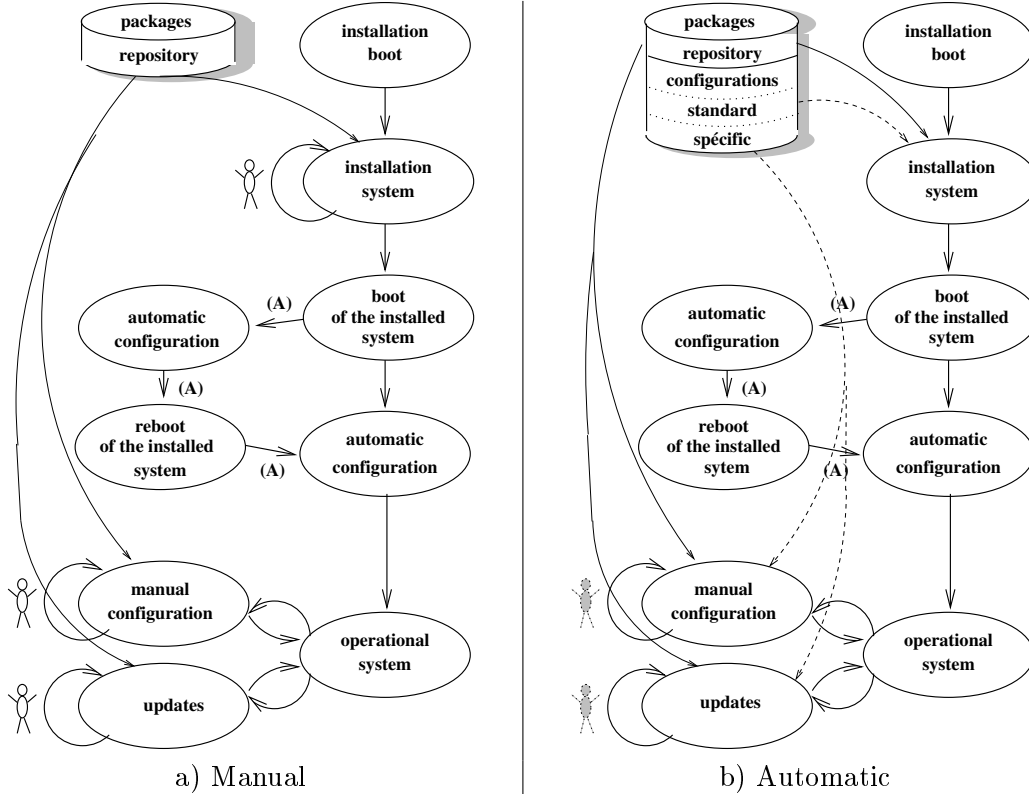 packages
repository
installation
boot
installation
system
boot
of the installed
system
(A)
automatic
configuration
(A)
reboot
of the installed
system
(A)
automatic
configuration
manual
configuration
operational
system
updates
a) Manual
packages
repository
configurations
standard
spécific
installation
boot
installation
system
boot
of the installed
sytem
(A)
automatic
configuration
(A)
reboot
of the installed
sytem
(A)
automatic
configuration
manual
configuration
operational
system
updates
b) Automatic